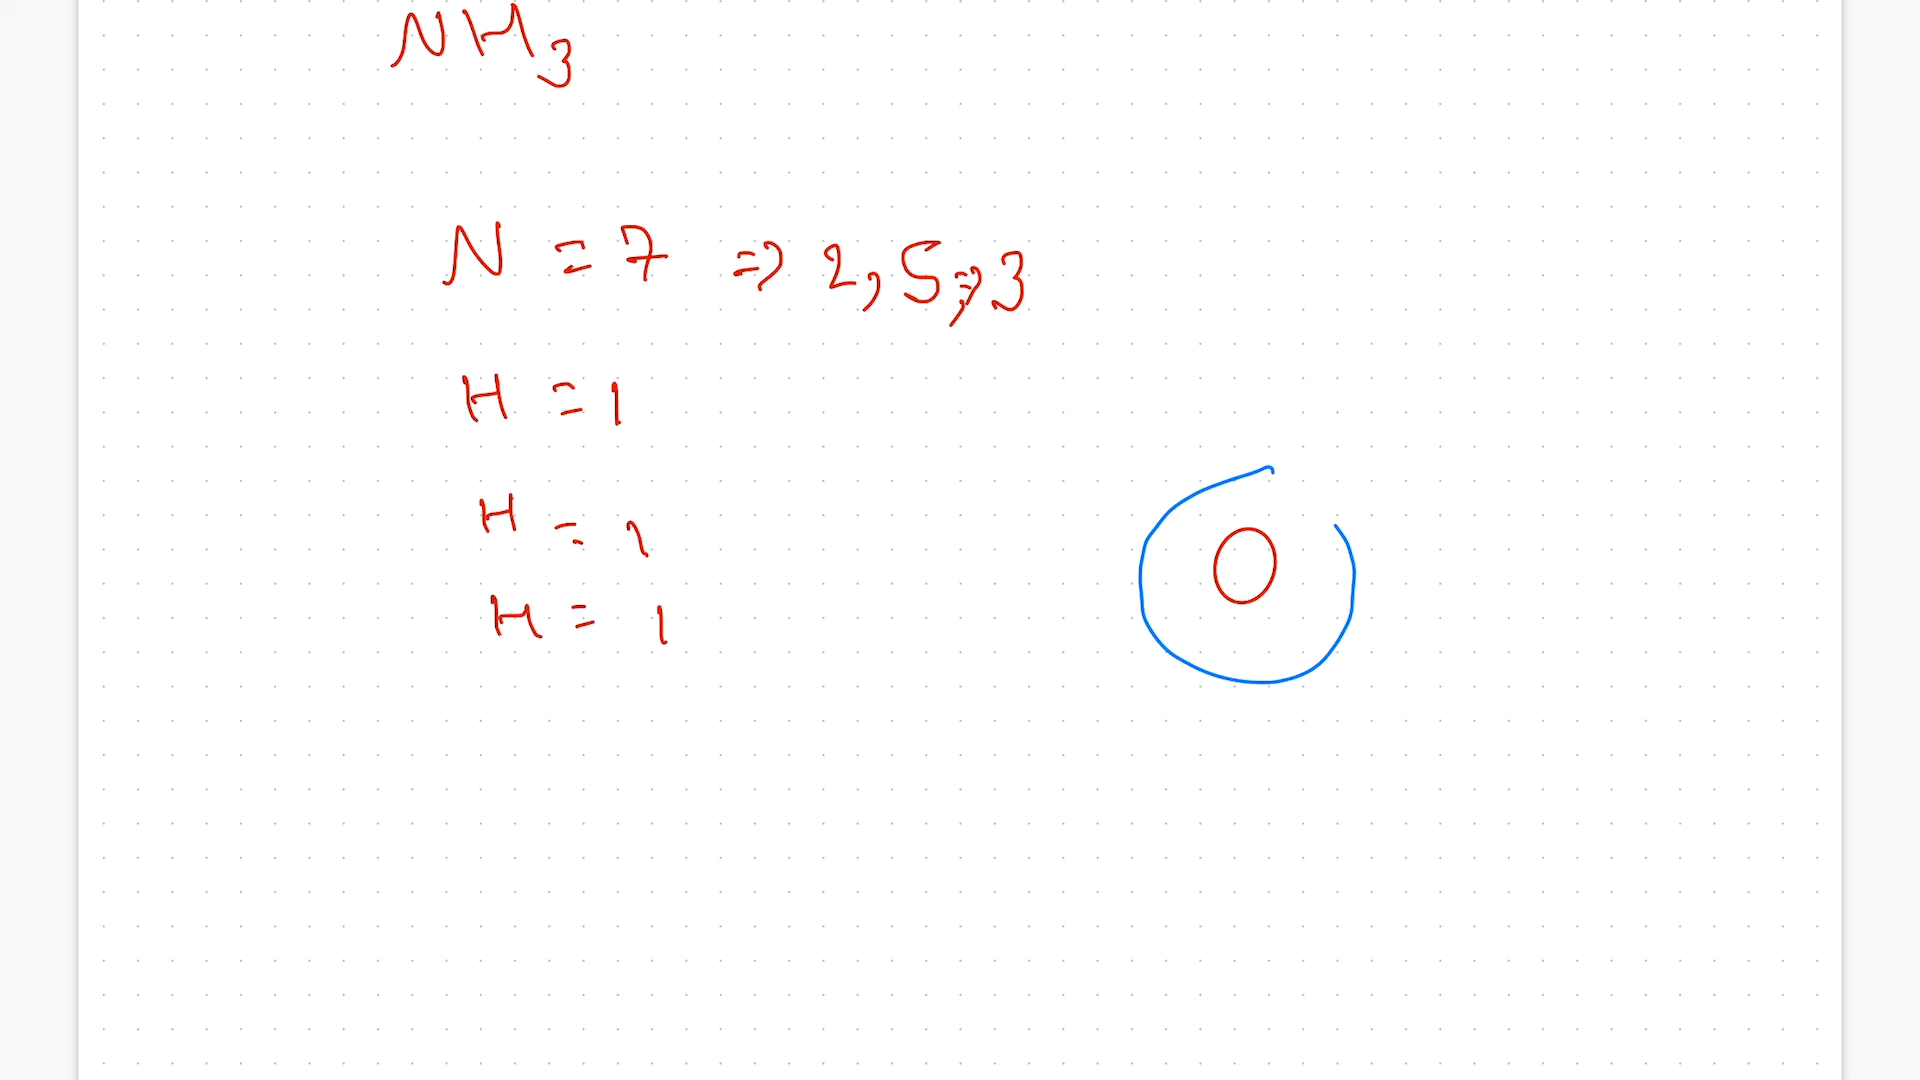 NH3
N = 7 => 2, 5, => 3
H = 1
H = 1
H = 1